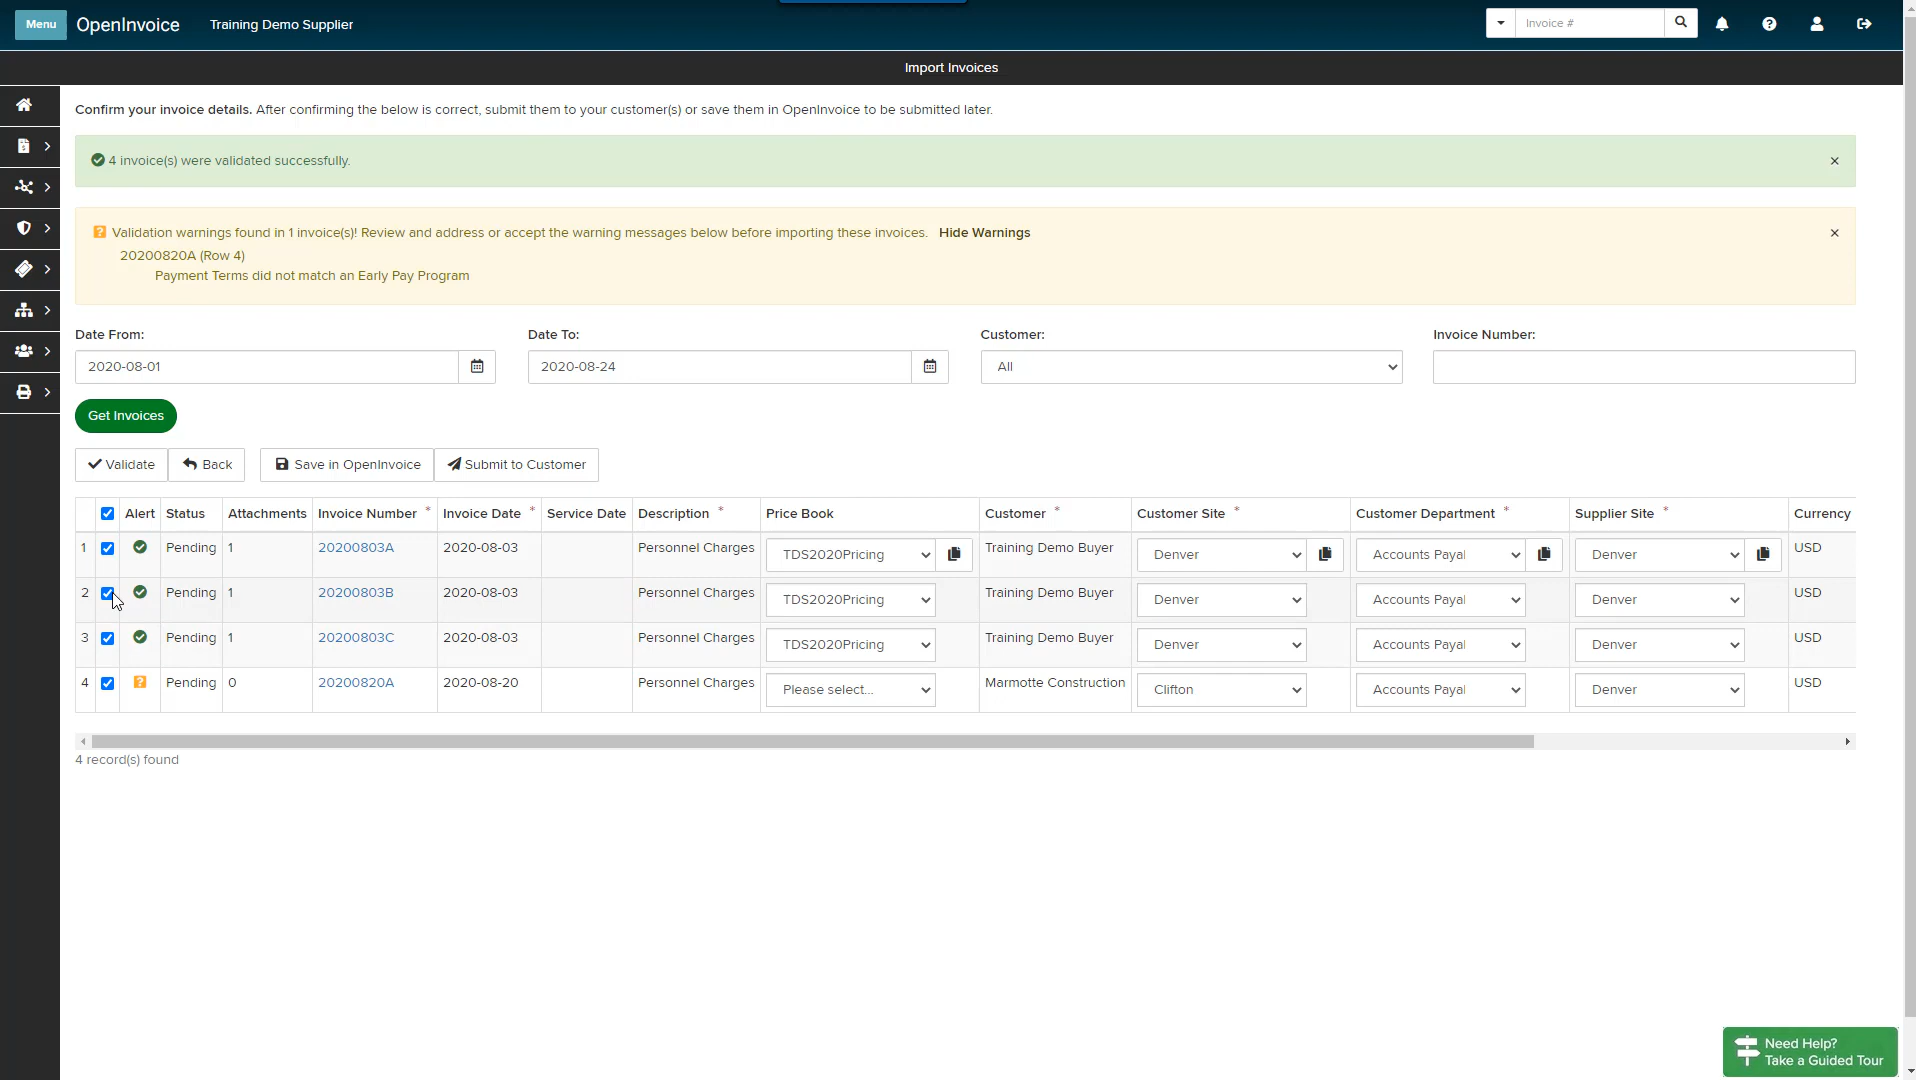 Menu OpenInvoice Training Demo Supplier Invoice #
Import Invoices
Confirm your invoice details. After confirming the below is correct, submit them to your customer(s) or save them in OpenInvoice to be submitted later.
4 invoice(s) were validated successfully. ×
Validation warnings found in 1 invoice(s)! Review and address or accept the warning messages below before importing these invoices. Hide Warnings ×
20200820A (Row 4)
Payment Terms did not match an Early Pay Program
Date From: Date To: Customer: Invoice Number:
2020-08-01 2020-08-24 All
Get Invoices
Validate Back Save in OpenInvoice Submit to Customer
Alert Status Attachments Invoice Number * Invoice Date * Service Date Description * Price Book Customer * Customer Site * Customer Department * Supplier Site * Currency
1 Pending 1 20200803A 2020-08-03 Personnel Charges TDS2020Pricing Training Demo Buyer Denver Accounts Payal Denver USD
2 Pending 1 20200803B 2020-08-03 Personnel Charges TDS2020Pricing Training Demo Buyer Denver Accounts Payal Denver USD
3 Pending 1 20200803C 2020-08-03 Personnel Charges TDS2020Pricing Training Demo Buyer Denver Accounts Payal Denver USD
4 Pending 0 20200820A 2020-08-20 Personnel Charges Please select... Marmotte Construction Clifton Accounts Payal Denver USD
4 record(s) found
Need Help?
Take a Guided Tour